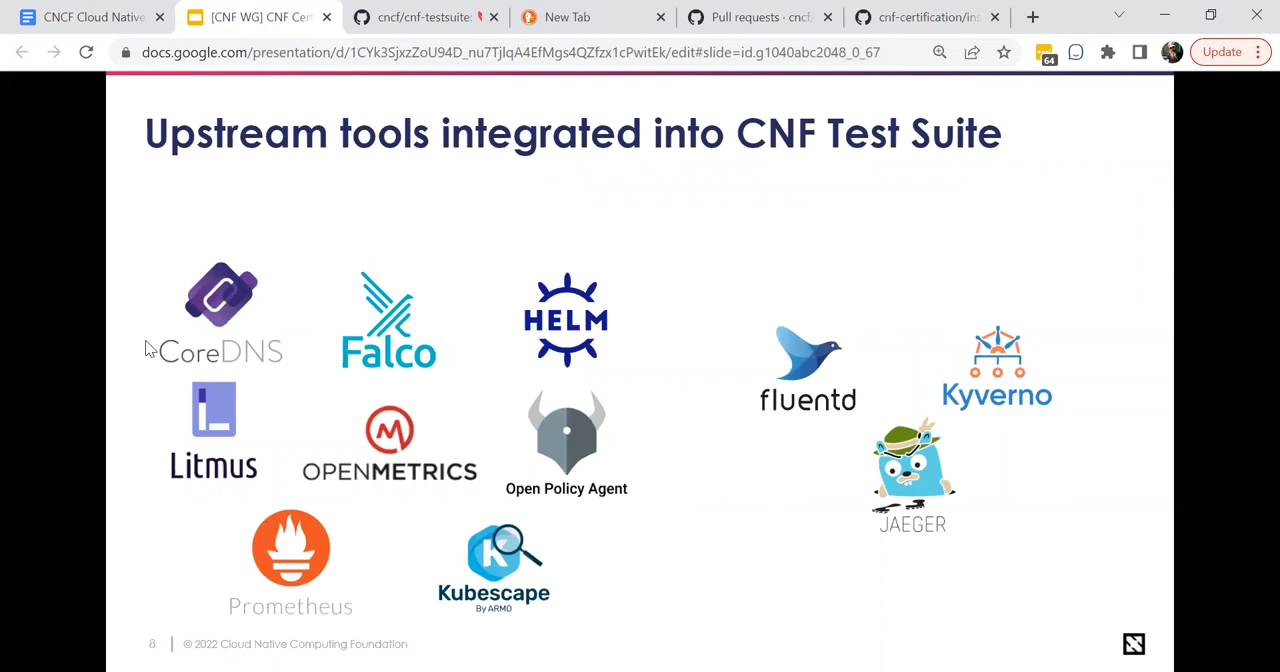 CNCF Cloud Native
[CNF WG] CNF Cert
cncf/cnf-testsuite:
New Tab
Pull requests · cncf/
cnf-certification/ins
docs.google.com/presentation/d/1CYk3SjxzZoU94D_nu7TjlqA4EfMgs4QZfzx1cPwitEk/edit#slide=id.g1040abc2048_0_67
64
Update
Upstream tools integrated into CNF Test Suite
CoreDNS
Falco
HELM
fluentd
Kyverno
Litmus
OPENMETRICS
Open Policy Agent
JAEGER
Prometheus
Kubescape
By ARMO
8
© 2022 Cloud Native Computing Foundation